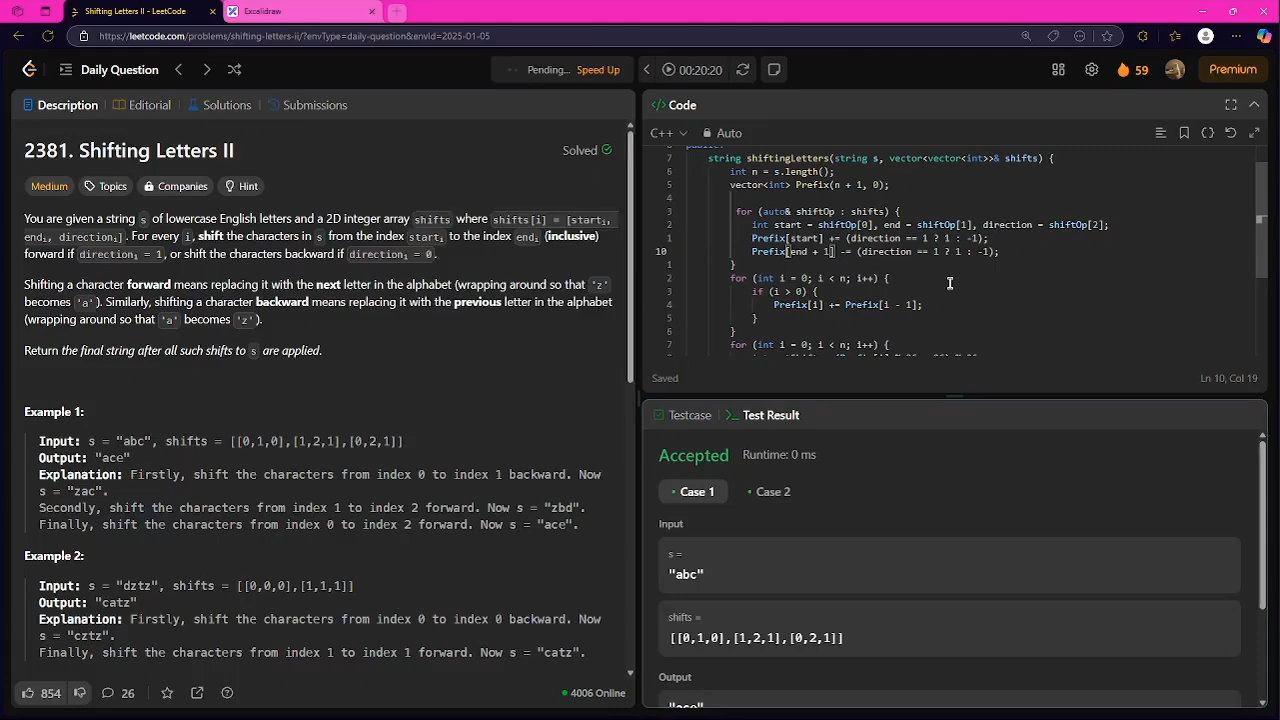 Shifting Letters II - LeetCode
Excalidraw
https://leetcode.com/problems/shifting-letters-ii/?envType=daily-question&envId=2025-01-05
Daily Question
Pending... Speed Up
00:20:20
59
Premium
Description
Editorial
Solutions
Submissions
2381. Shifting Letters II
Solved
Medium
Topics
Companies
Hint
You are given a string s of lowercase English letters and a 2D integer array shifts where shifts[i] = [starti,
endi, directioni]. For every i, shift the characters in s from the index starti to the index endi (inclusive)
forward if directioni = 1, or shift the characters backward if directioni = 0.
Shifting a character forward means replacing it with the next letter in the alphabet (wrapping around so that 'z'
becomes 'a'). Similarly, shifting a character backward means replacing it with the previous letter in the alphabet
(wrapping around so that 'a' becomes 'z').
Return the final string after all such shifts to s are applied.
Example 1:
Input: s = "abc", shifts = [[0,1,0],[1,2,1],[0,2,1]]
Output: "ace"
Explanation: Firstly, shift the characters from index 0 to index 1 backward. Now
s = "zac".
Secondly, shift the characters from index 1 to index 2 forward. Now s = "zbd".
Finally, shift the characters from index 0 to index 2 forward. Now s = "ace".
Example 2:
Input: s = "dztz", shifts = [[0,0,0],[1,1,1]]
Output: "catz"
Explanation: Firstly, shift the characters from index 0 to index 0 backward. Now
s = "cztz".
Finally, shift the characters from index 1 to index 1 forward. Now s = "catz".
854
26
4006 Online
</> Code
C++
Auto
7 string shiftingLetters(string s, vector<vector<int>>& shifts) {
6 int n = s.length();
5 vector<int> Prefix(n + 1, 0);
4
3 for (auto& shiftOp : shifts) {
2 int start = shiftOp[0], end = shiftOp[1], direction = shiftOp[2];
1 Prefix[start] += (direction == 1 ? 1 : -1);
10 Prefix[end + 1] -= (direction == 1 ? 1 : -1);
1 }
2 for (int i = 0; i < n; i++) {
3 if (i > 0) {
4 Prefix[i] += Prefix[i - 1];
5 }
6 }
7 for (int i = 0; i < n; i++) {
Saved
Ln 10, Col 19
Testcase
Test Result
Accepted
Runtime: 0 ms
Case 1
Case 2
Input
s =
"abc"
shifts =
[[0,1,0],[1,2,1],[0,2,1]]
Output
"ace"